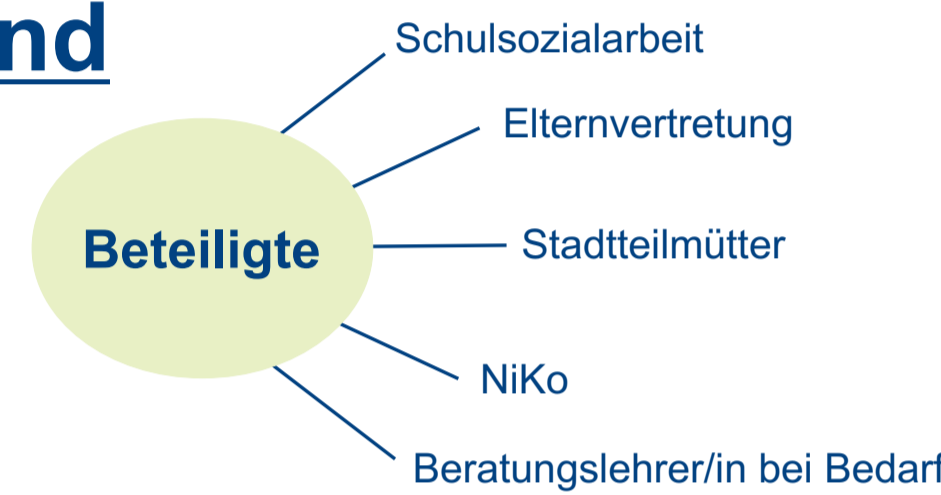 nd
Schulsozialarbeit
Elternvertretung
Beteiligte
Stadtteilmütter
NiKo
Beratungslehrer/in bei Bedarf